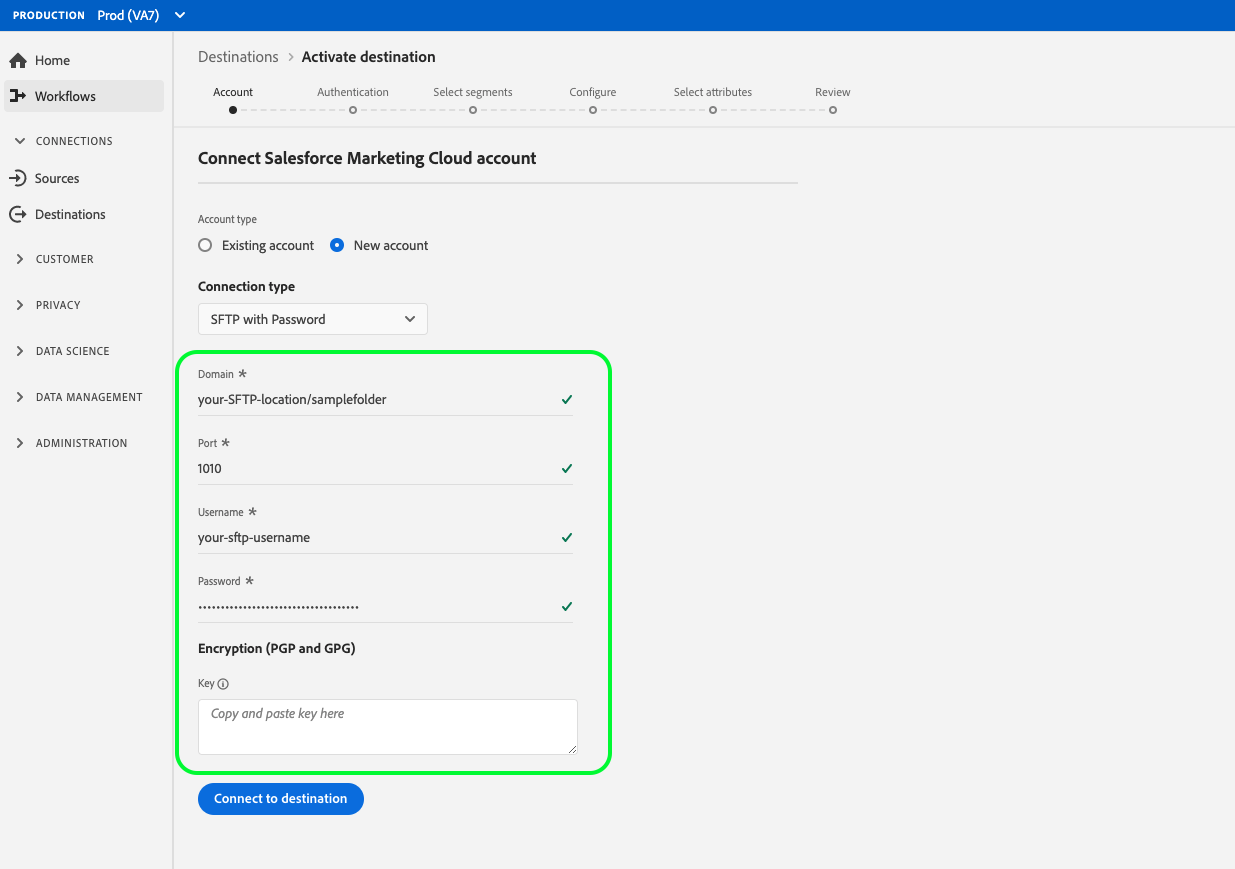 PRODUCTION Prod (VA7)
Home
Workflows
CONNECTIONS
Sources
Destinations
CUSTOMER
PRIVACY
DATA SCIENCE
DATA MANAGEMENT
ADMINISTRATION
Destinations > Activate destination
Account Authentication Select segments Configure Select attributes Review
Connect Salesforce Marketing Cloud account
Account type
Existing account New account
Connection type
SFTP with Password
Domain *
your-SFTP-location/samplefolder
Port *
1010
Username *
your-sftp-username
Password *
••••••••••••••••••••••••••••••••••••
Encryption (PGP and GPG)
Key
Copy and paste key here
Connect to destination